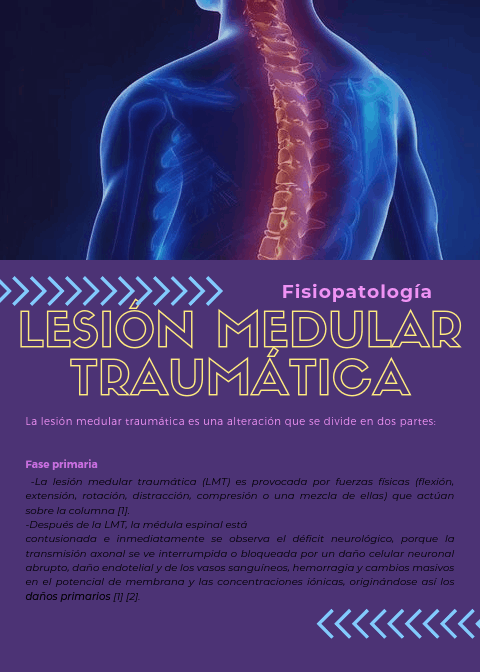 Fisiopatología
LESIÓN MEDULAR
TRAUMÁTICA
La lesión medular traumática es una alteración que se divide en dos partes:
Fase primaria
-La lesión medular traumática (LMT) es provocada por fuerzas físicas (flexión,
extensión, rotación, distracción, compresión o una mezcla de ellas) que actúan
sobre la columna [1].
-Después de la LMT, la médula espinal está
contusionada e inmediatamente se observa el déficit neurológico, porque la
transmisión axonal se ve interrumpida o bloqueada por un daño celular neuronal
abrupto, daño endotelial y de los vasos sanguíneos, hemorragia y cambios masivos
en el potencial de membrana y las concentraciones iónicas, originándose así los
daños primarios [1] [2].